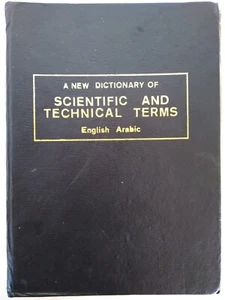 A NEW DICTIONARY OF
SCIENTIFIC AND
TECHNICAL TERMS
English Arabic